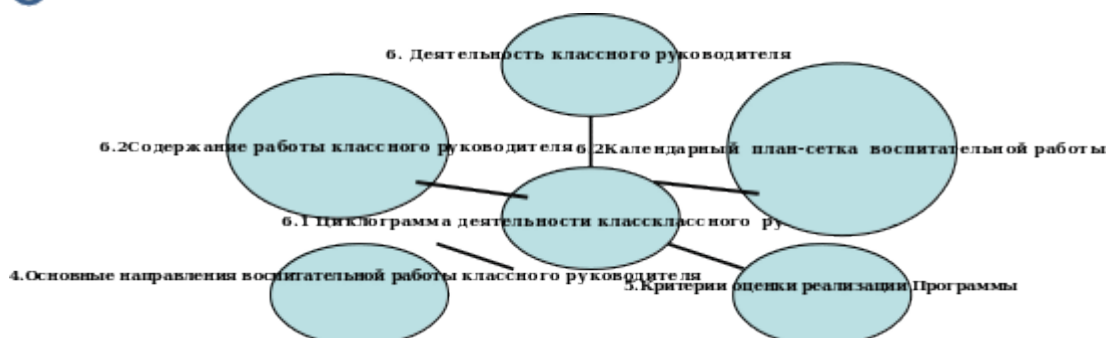 6. Деятельность классного руководителя
6.2Содержание работы классного руководителя
6.2Календарный план-сетка воспитательной работы
6.1 Циклограмма деятельности классклассного ру
4.Основные направления воспитательной работы классного руководителя
5.Критерии оценки реализации Программы